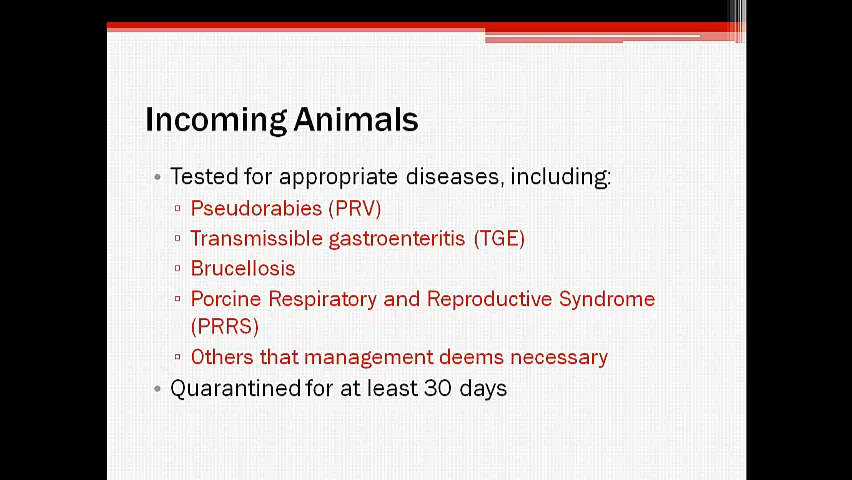 Incoming Animals
• Tested for appropriate diseases, including:
▫ Pseudorabies (PRV)
▫ Transmissible gastroenteritis (TGE)
▫ Brucellosis
▫ Porcine Respiratory and Reproductive Syndrome
(PRRS)
▫ Others that management deems necessary
• Quarantined for at least 30 days